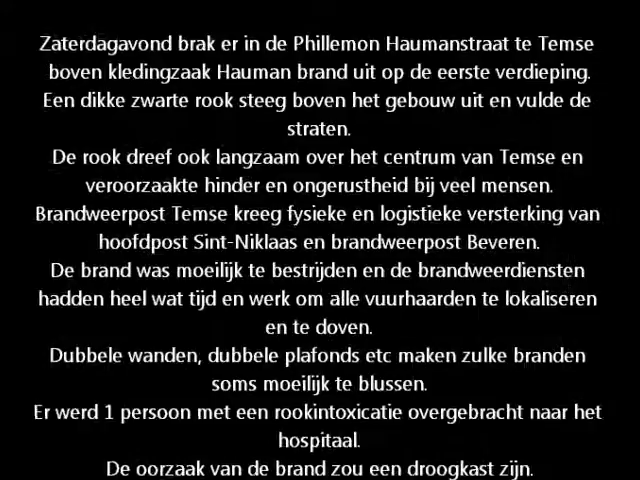 Zaterdagavond brak er in de Phillemon Haumanstraat te Temse
boven kledingzaak Hauman brand uit op de eerste verdieping.
Een dikke zwarte rook steeg boven het gebouw uit en vulde de
straten.
De rook dreef ook langzaam over het centrum van Temse en
veroorzaakte hinder en ongerustheid bij veel mensen.
Brandweerpost Temse kreeg fysieke en logistieke versterking van
hoofdpost Sint-Niklaas en brandweerpost Beveren.
De brand was moeilijk te bestrijden en de brandweerdiensten
hadden heel wat tijd en werk om alle vuurhaarden te lokaliseren
en te doven.
Dubbele wanden, dubbele plafonds etc maken zulke branden
soms moeilijk te blussen.
Er werd 1 persoon met een rookintoxicatie overgebracht naar het
hospitaal.
De oorzaak van de brand zou een droogkast zijn.